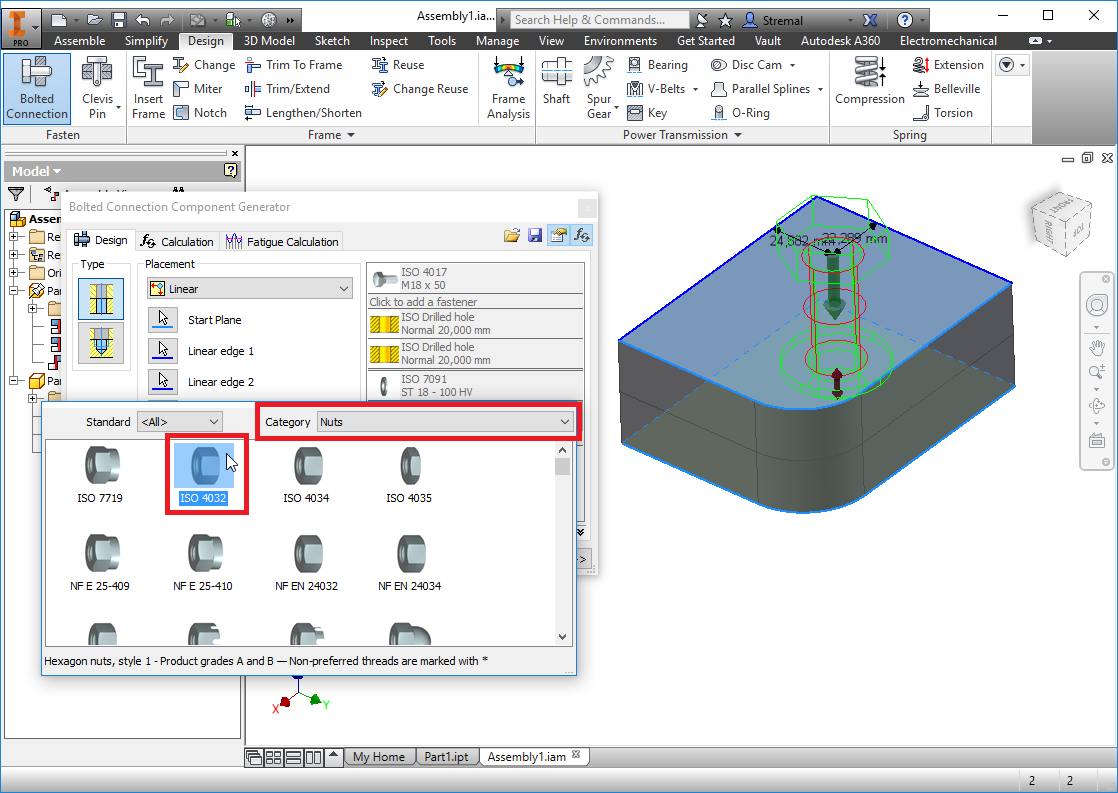 Assembly1.ia...
Search Help & Commands...
Stremal
PRO
Assemble Simplify Design 3D Model Sketch Inspect Tools Manage View Environments Get Started Vault Autodesk A360 Electromechanical
Bolted Connection
Clevis Pin
Insert Frame
Change
Miter
Notch
Trim To Frame
Trim/Extend
Lengthen/Shorten
Reuse
Change Reuse
Frame Analysis
Shaft
Spur Gear
Bearing
V-Belts
Key
Disc Cam
Parallel Splines
O-Ring
Compression
Extension
Belleville
Torsion
Fasten
Frame
Power Transmission
Spring
Model
Assem
Re
Re
Ori
Par
Par
Bolted Connection Component Generator
Design
Calculation
Fatigue Calculation
Type
Placement
Linear
Start Plane
Linear edge 1
Linear edge 2
ISO 4017
M18 x 50
Click to add a fastener
ISO Drilled hole
Normal 20,000 mm
ISO Drilled hole
Normal 20,000 mm
ISO 7091
ST 18 - 100 HV
>>
Standard <All>
Category Nuts
ISO 7719 ISO 4032 ISO 4034 ISO 4035
NF E 25-409 NF E 25-410 NF EN 24032 NF EN 24034
Hexagon nuts, style 1 - Product grades A and B — Non-preferred threads are marked with *
FRONT
RIGHT
TOP
X
Y
My Home
Part1.ipt
Assembly1.iam
2 2